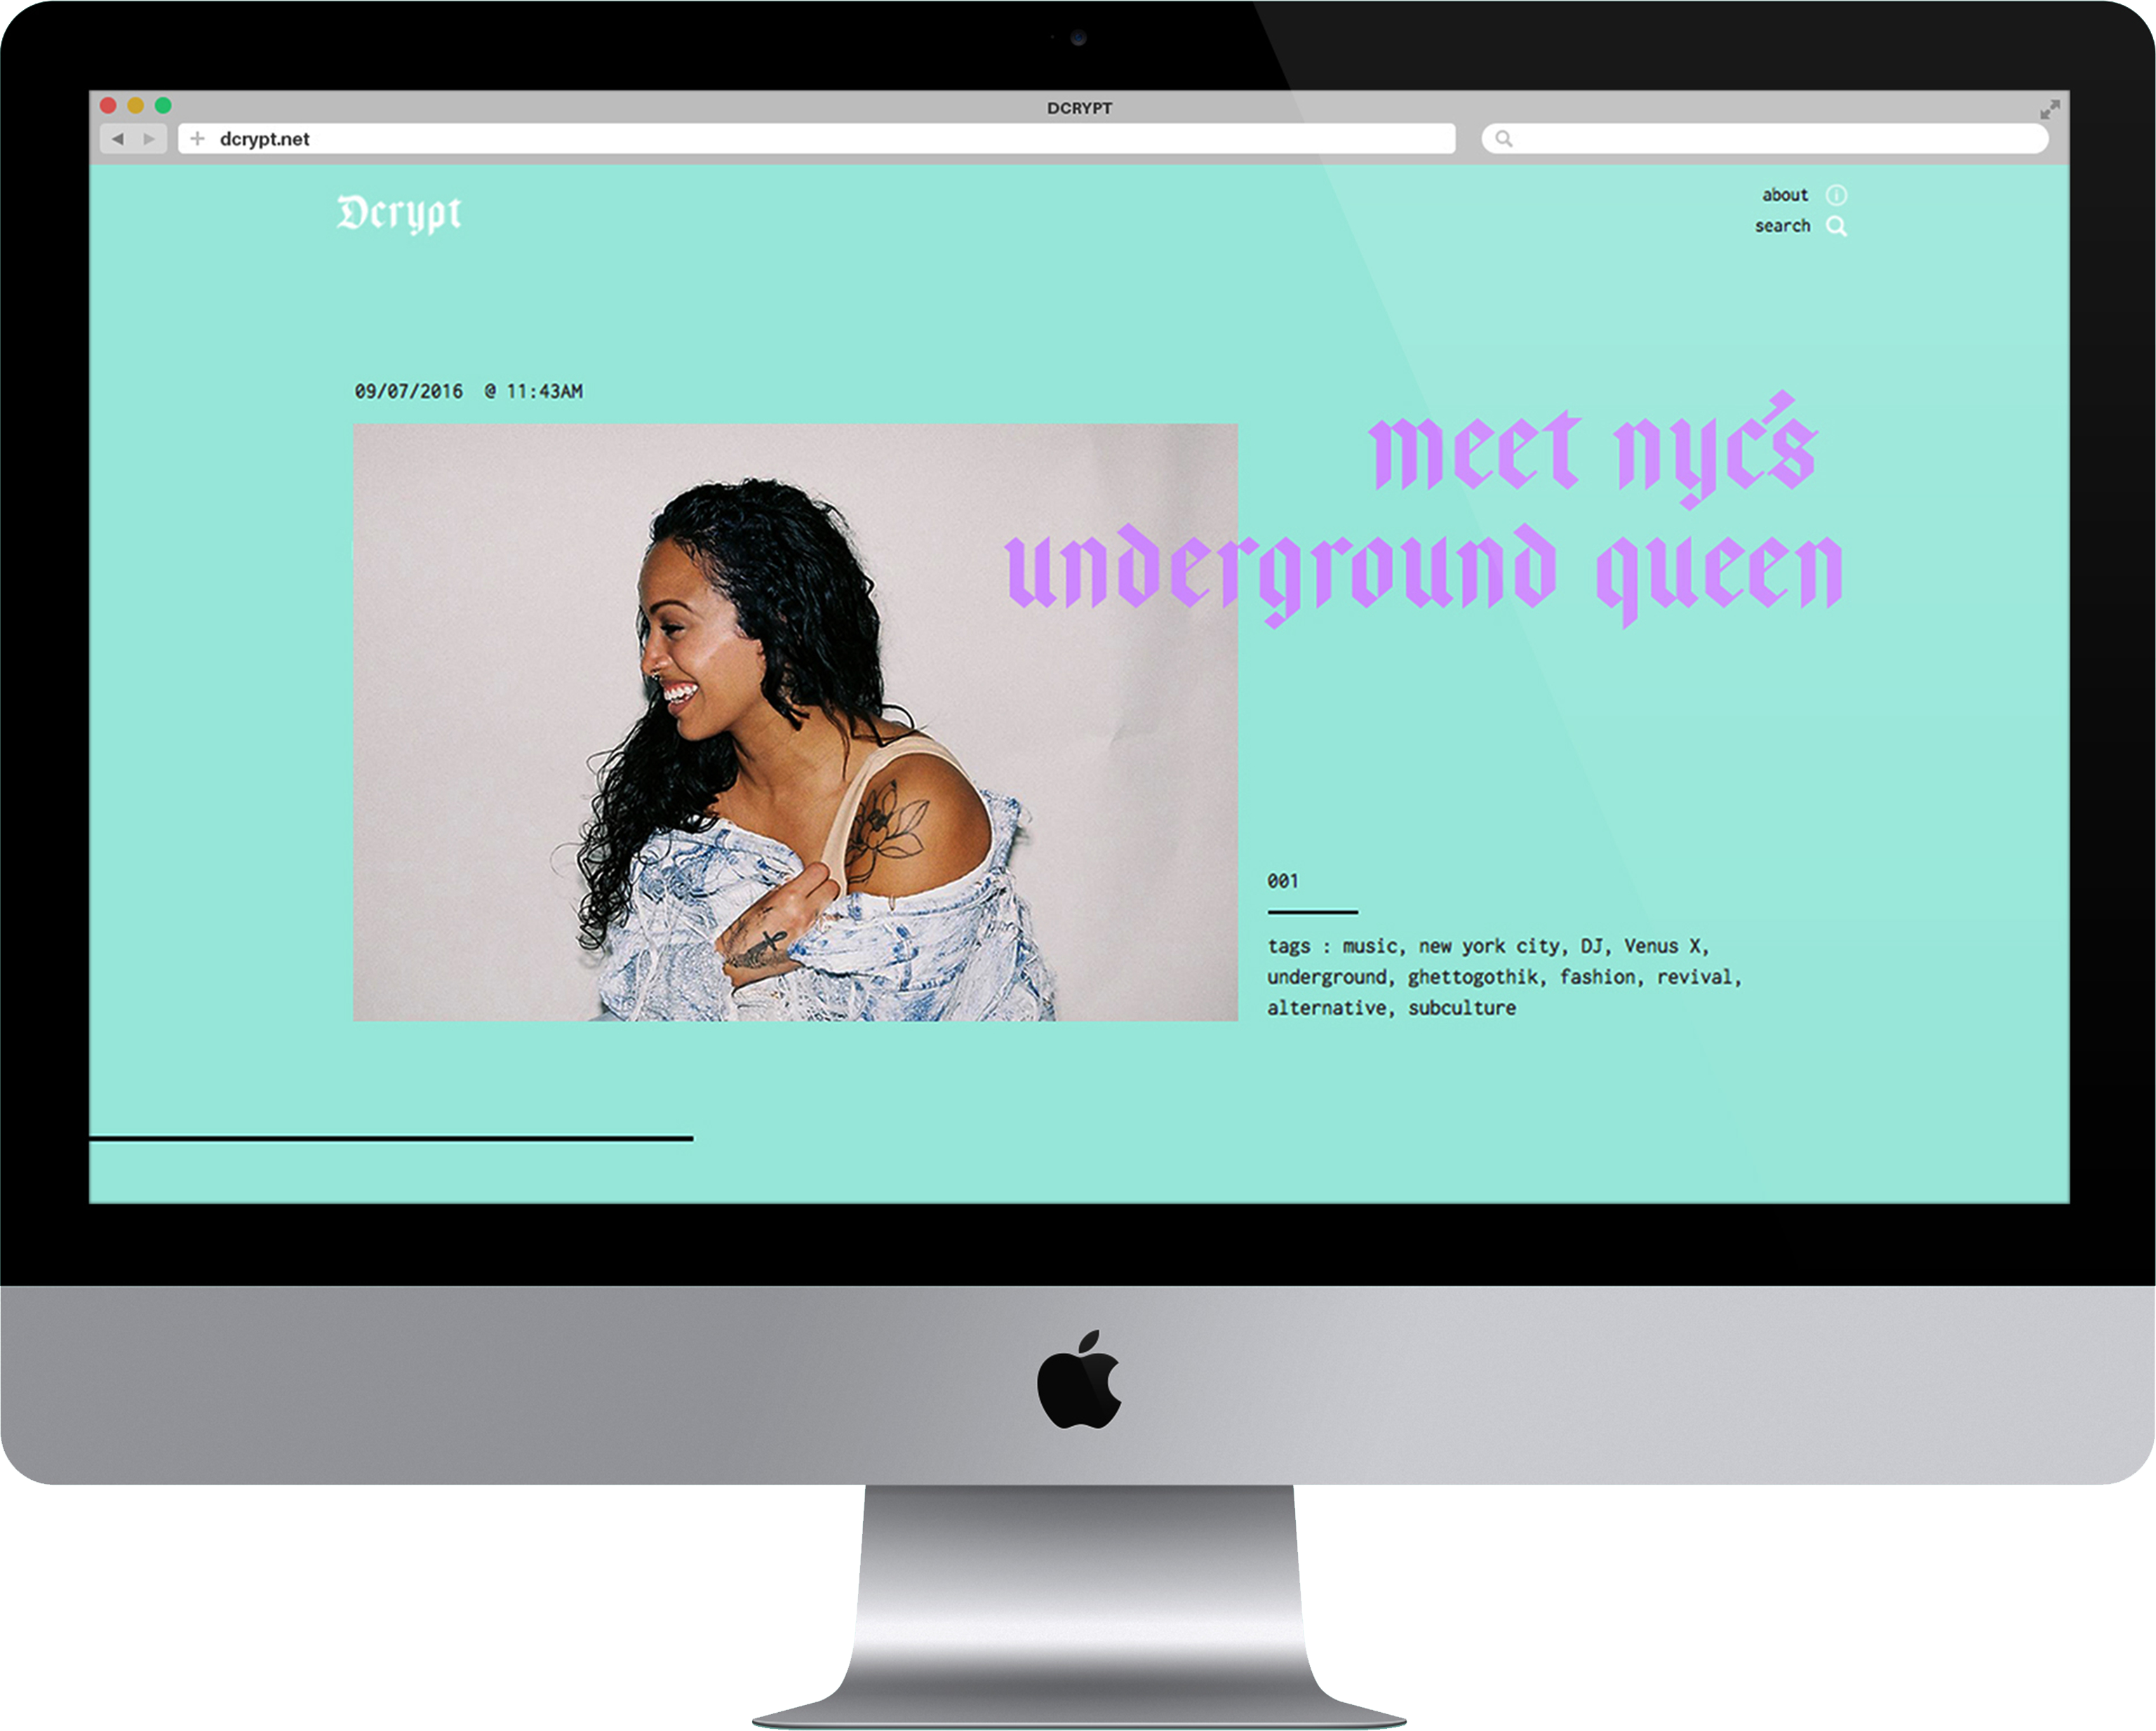 DCRYPT
dcrypt.net
Dcrypt
about
search
09/07/2016 @ 11:43AM
meet nyc's
underground queen
001
tags : music, new york city, DJ, Venus X,
underground, ghettogothik, fashion, revival,
alternative, subculture